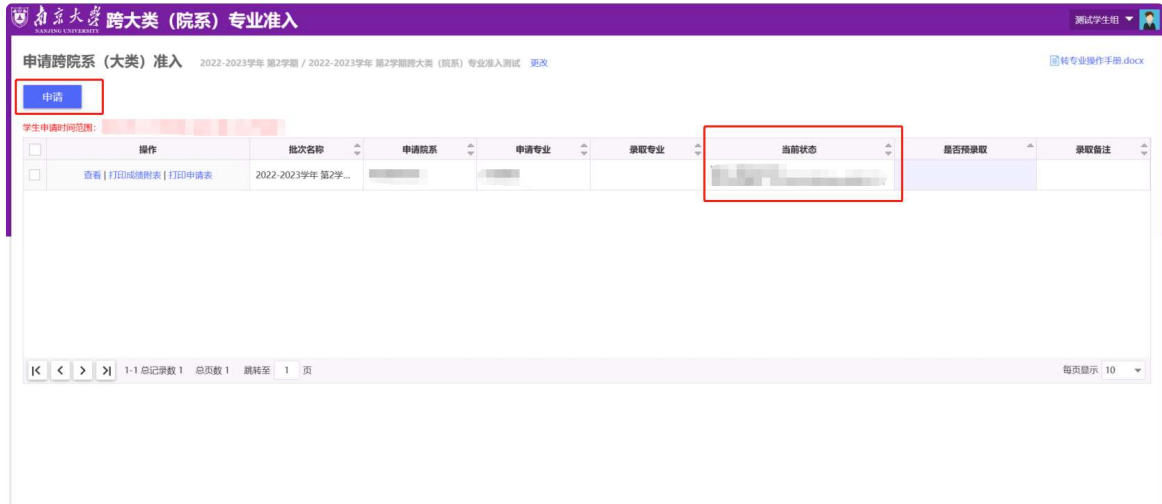 南京大学 跨大类（院系）专业准入
NANJING UNIVERSITY
测试学生组
申请跨院系（大类）准入 2022-2023学年 第2学期 / 2022-2023学年 第2学期跨大类（院系）专业准入测试 更改
转专业操作手册.docx
申请
学生申请时间范围：
操作 批次名称 申请院系 申请专业 录取专业 当前状态 是否预录取 录取备注
查看 | 打印成绩附表 | 打印申请表 2022-2023学年 第2学...
1-1 总记录数 1 总页数 1 跳转至 1 页 每页显示 10